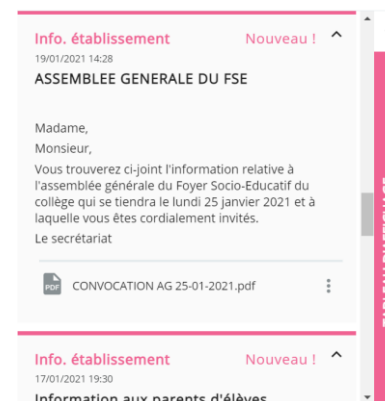 Info. établissement Nouveau !
19/01/2021 14:28
ASSEMBLEE GENERALE DU FSE
Madame,
Monsieur,
Vous trouverez ci-joint l'information relative à
l'assemblée générale du Foyer Socio-Educatif du
collège qui se tiendra le lundi 25 janvier 2021 et à
laquelle vous êtes cordialement invités.
Le secrétariat
PDF CONVOCATION AG 25-01-2021.pdf
Info. établissement Nouveau !
17/01/2021 19:30
Information aux parents d'élèves